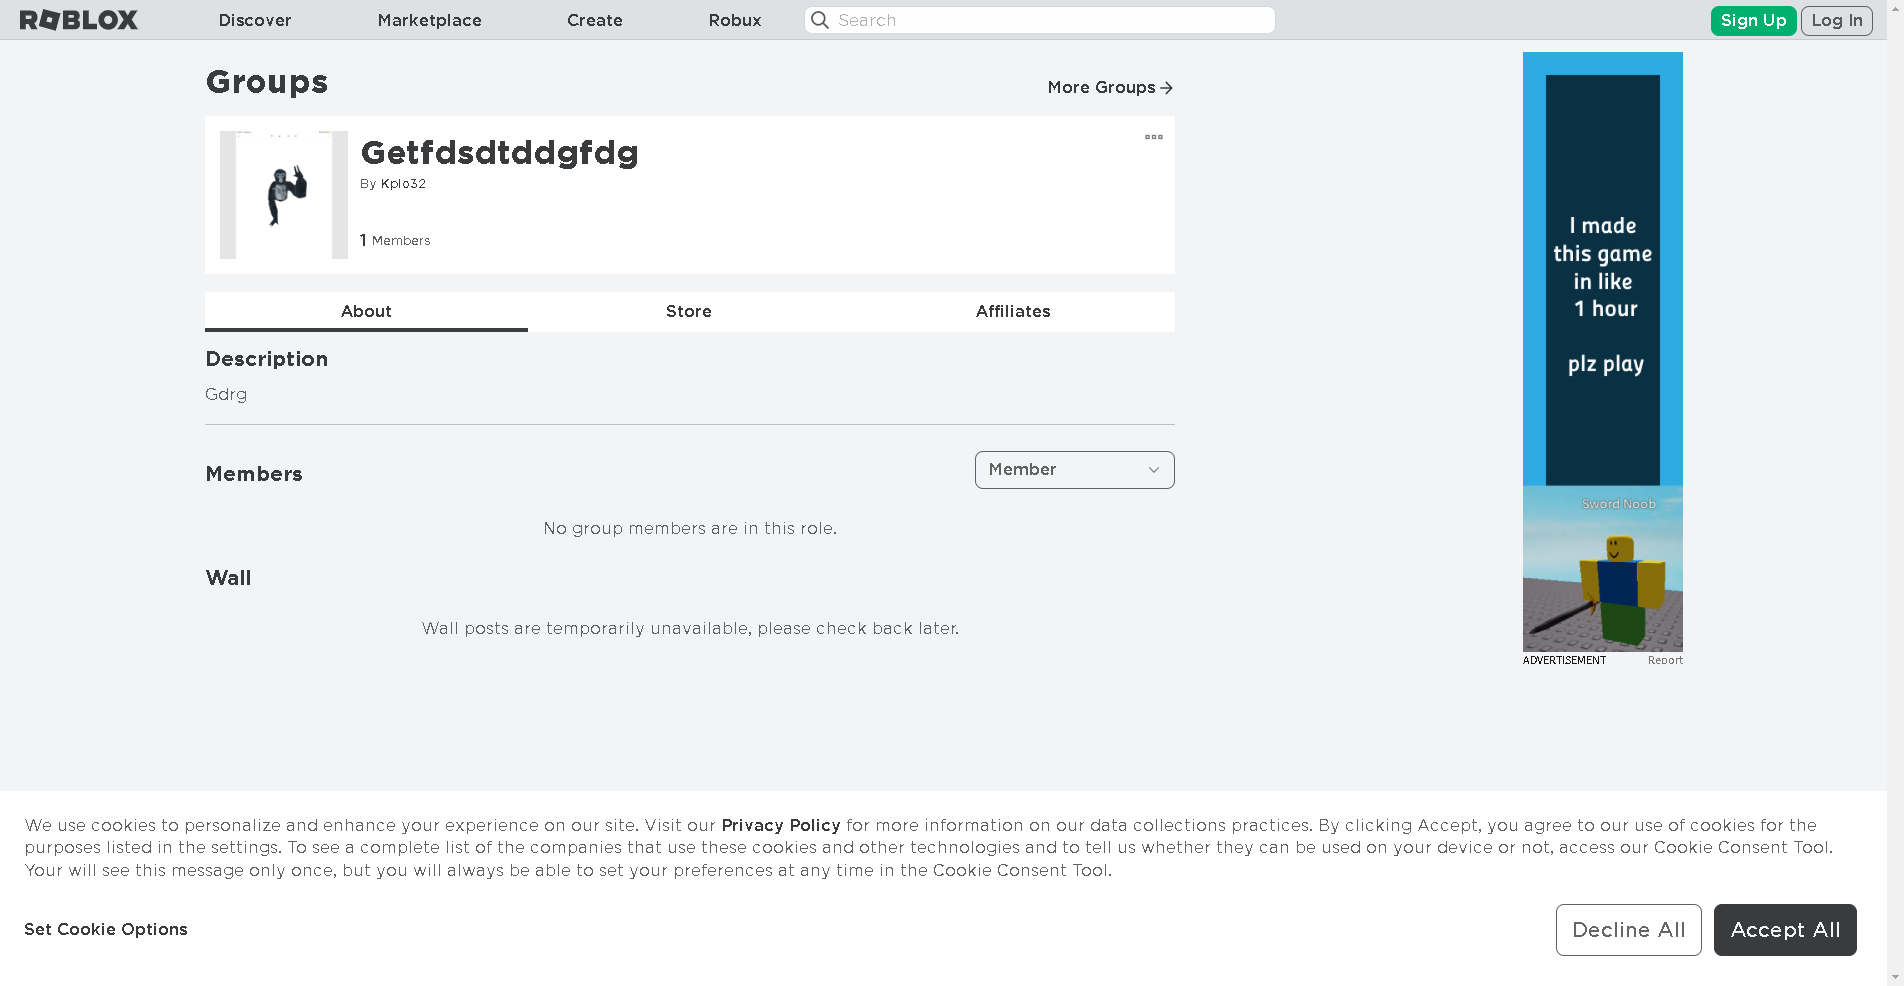 ROBLOX Discover Marketplace Create Robux Search Sign Up Log In
Groups
More Groups
Getfdsdtddgfdg
By Kplo32
1 Members
About Store Affiliates
Description
Gdrg
Members
Member
No group members are in this role.
Wall
Wall posts are temporarily unavailable, please check back later.
I made
this game
in like
1 hour
plz play
Sword Noob
ADVERTISEMENT Report
We use cookies to personalize and enhance your experience on our site. Visit our Privacy Policy for more information on our data collections practices. By clicking Accept, you agree to our use of cookies for the
purposes listed in the settings. To see a complete list of the companies that use these cookies and other technologies and to tell us whether they can be used on your device or not, access our Cookie Consent Tool.
Your will see this message only once, but you will always be able to set your preferences at any time in the Cookie Consent Tool.
Set Cookie Options
Decline All
Accept All